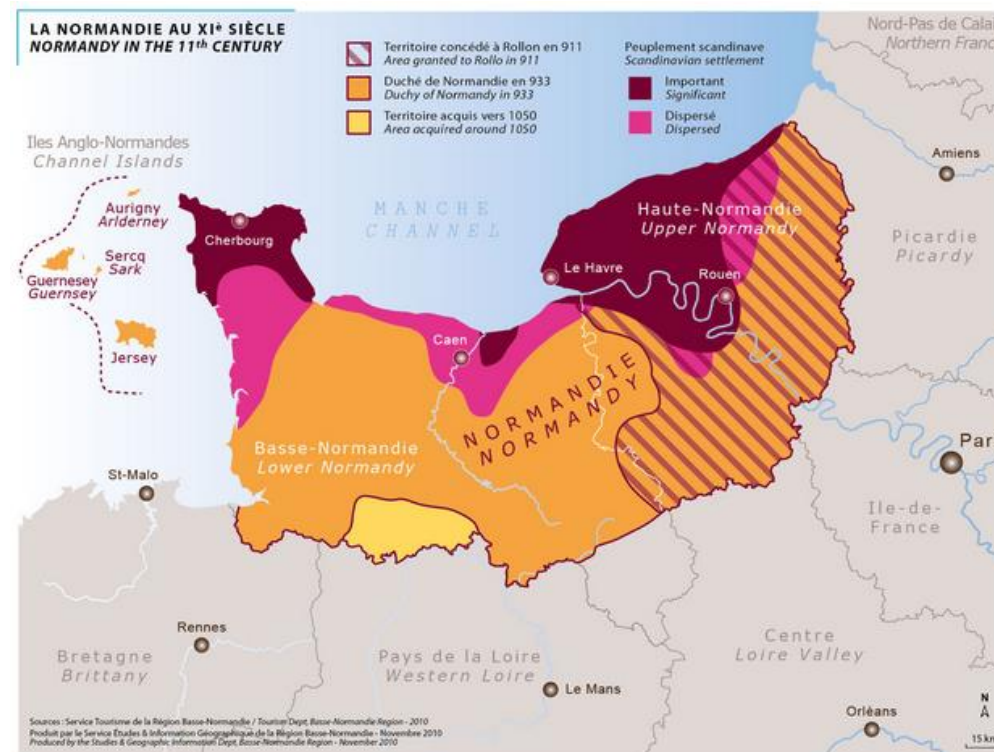 LA NORMANDIE AU XIè SIÈCLE
NORMANDY IN THE 11th CENTURY
Territoire concédé à Rollon en 911
Area granted to Rollo in 911
Duché de Normandie en 933
Duchy of Normandy in 933
Territoire acquis vers 1050
Area acquired around 1050
Peuplement scandinave
Scandinavian settlement
Important
Significant
Dispersé
Dispersed
Nord-Pas de Calai
Northern Franc
Iles Anglo-Normandes
Channel Islands
Aurigny
Arlderney
Sercq
Sark
Guernesey
Guernsey
Jersey
Cherbourg
MANCHE
CHANNEL
Haute-Normandie
Upper Normandy
Le Havre
Rouen
Amiens
Picardie
Picardy
Caen
NORMANDIE
NORMANDY
Basse-Normandie
Lower Normandy
St-Malo
Par
Ile-de-
France
Rennes
Bretagne
Brittany
Pays de la Loire
Western Loire
Le Mans
Centre
Loire Valley
Orléans
N
15 km
Sources : Service Tourisme de la Région Basse-Normandie / Tourism Dept, Basse-Normandie Region - 2010
Produit par le Service Études & Information Géographique de la Région Basse-Normandie - Novembre 2010
Produced by the Studies & Geographic Information Dept, Basse-Normandie Region - November 2010